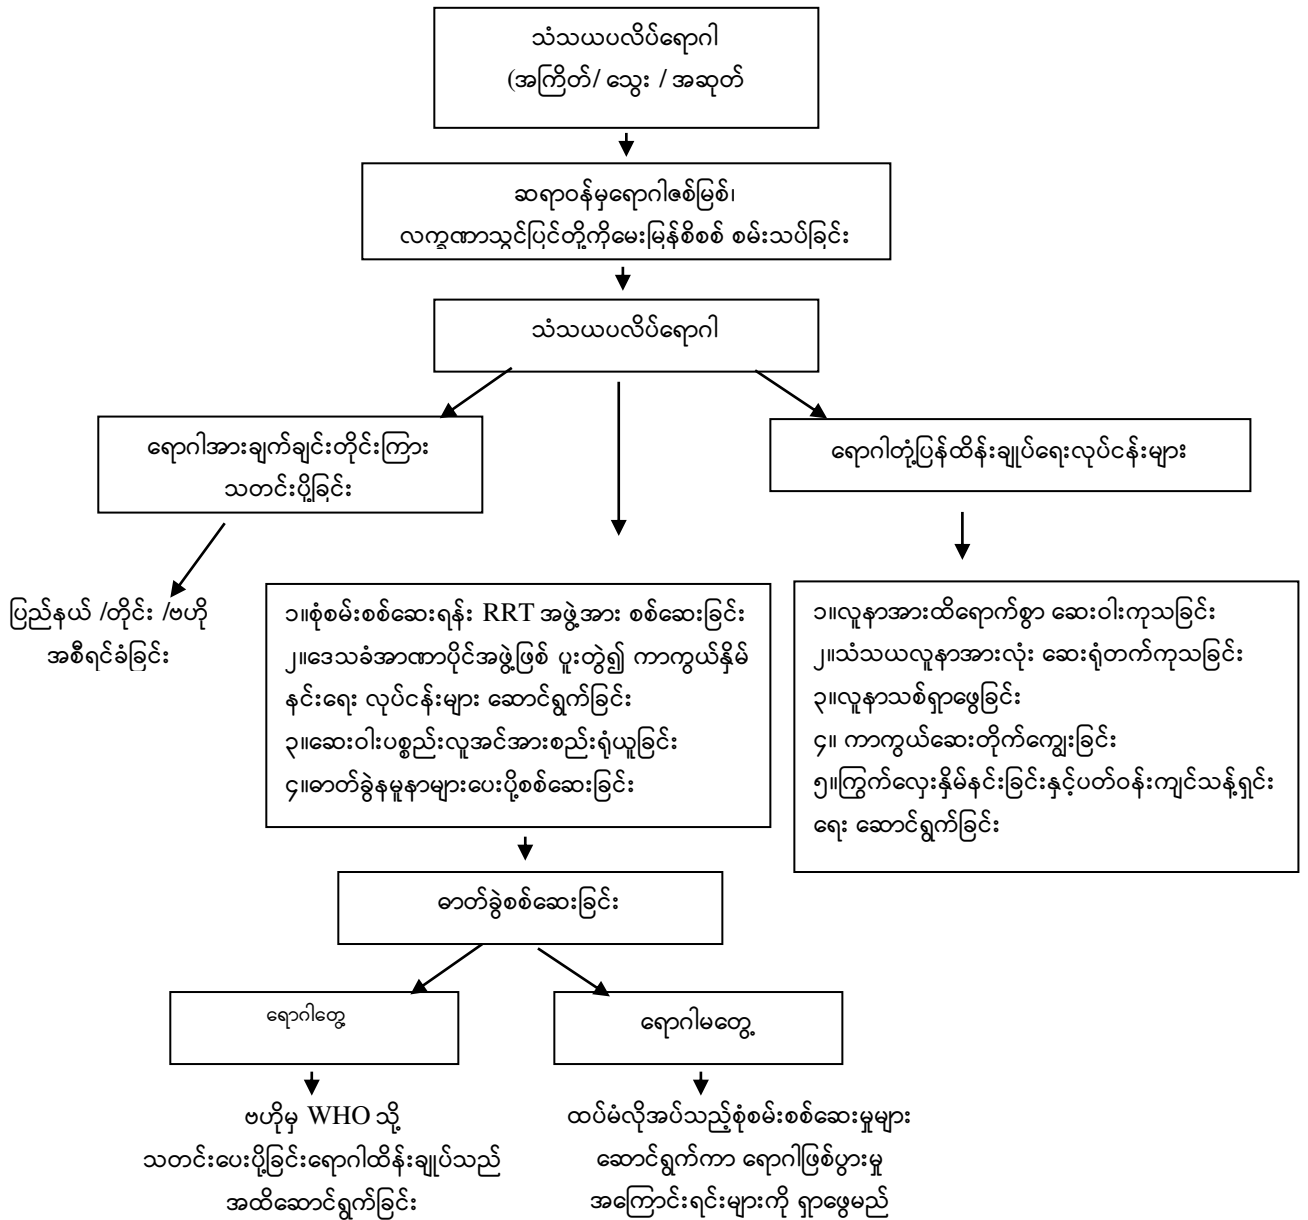 သံသယပလိပ်ရောဂါ
(အကြိတ်/ သွေး / အဆုတ်
ဆရာဝန်မှရောဂါဇစ်မြစ်၊
လက္ခဏာသွင်ပြင်တို့ကိုမေးမြန်စိစစ် စမ်းသပ်ခြင်း
သံသယပလိပ်ရောဂါ
ရောဂါအားချက်ချင်းတိုင်းကြား
သတင်းပို့ခြင်း
ရောဂါတုံ့ပြန်ထိန်းချုပ်ရေးလုပ်ငန်းများ
ပြည်နယ် /တိုင်း /ဗဟို
အစီရင်ခံခြင်း
၁။စုံစမ်းစစ်ဆေးရန်း RRT အဖွဲ့အား စစ်ဆေးခြင်း
၂။ဒေသခံအာဏာပိုင်အဖွဲ့ဖြစ် ပူးတွဲ၍ ကာကွယ်နှိမ်
နင်းရေး လုပ်ငန်းများ ဆောင်ရွက်ခြင်း
၃။ဆေးဝါးပစ္စည်းလူအင်အားစည်းရုံယူခြင်း
၄။ဓာတ်ခွဲနမူနာများပေးပို့စစ်ဆေးခြင်း
၁။လူနာအားထိရောက်စွာ ဆေးဝါးကုသခြင်း
၂။သံသယလူနာအားလုံး ဆေးရုံတက်ကုသခြင်း
၃။လူနာသစ်ရှာဖွေခြင်း
၄။ ကာကွယ်ဆေးတိုက်ကျွေးခြင်း
၅။ကြွက်လှေးနှိမ်နင်းခြင်းနှင့်ပတ်ဝန်းကျင်သန့်ရှင်း
ရေး ဆောင်ရွက်ခြင်း
ဓာတ်ခွဲစစ်ဆေးခြင်း
ရောဂါတွေ့
ရောဂါမတွေ့
ဗဟိုမှ WHO သို့
သတင်းပေးပို့ခြင်းရောဂါထိန်းချုပ်သည်
အထိဆောင်ရွက်ခြင်း
ထပ်မံလိုအပ်သည့်စုံစမ်းစစ်ဆေးမှုများ
ဆောင်ရွက်ကာ ရောဂါဖြစ်ပွားမှု
အကြောင်းရင်းများကို ရှာဖွေမည်